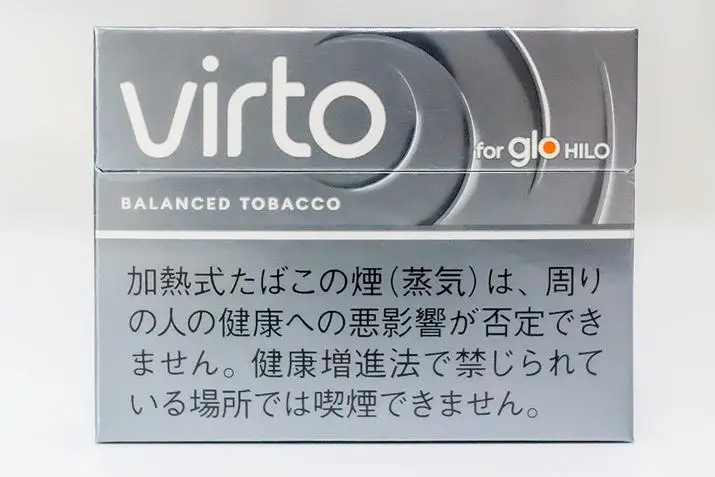 virto
for glo HILO
BALANCED TOBACCO
加熱式たばこの煙(蒸気)は、周り
の人の健康への悪影響が否定でき
ません。健康増進法で禁じられて
いる場所では喫煙できません。